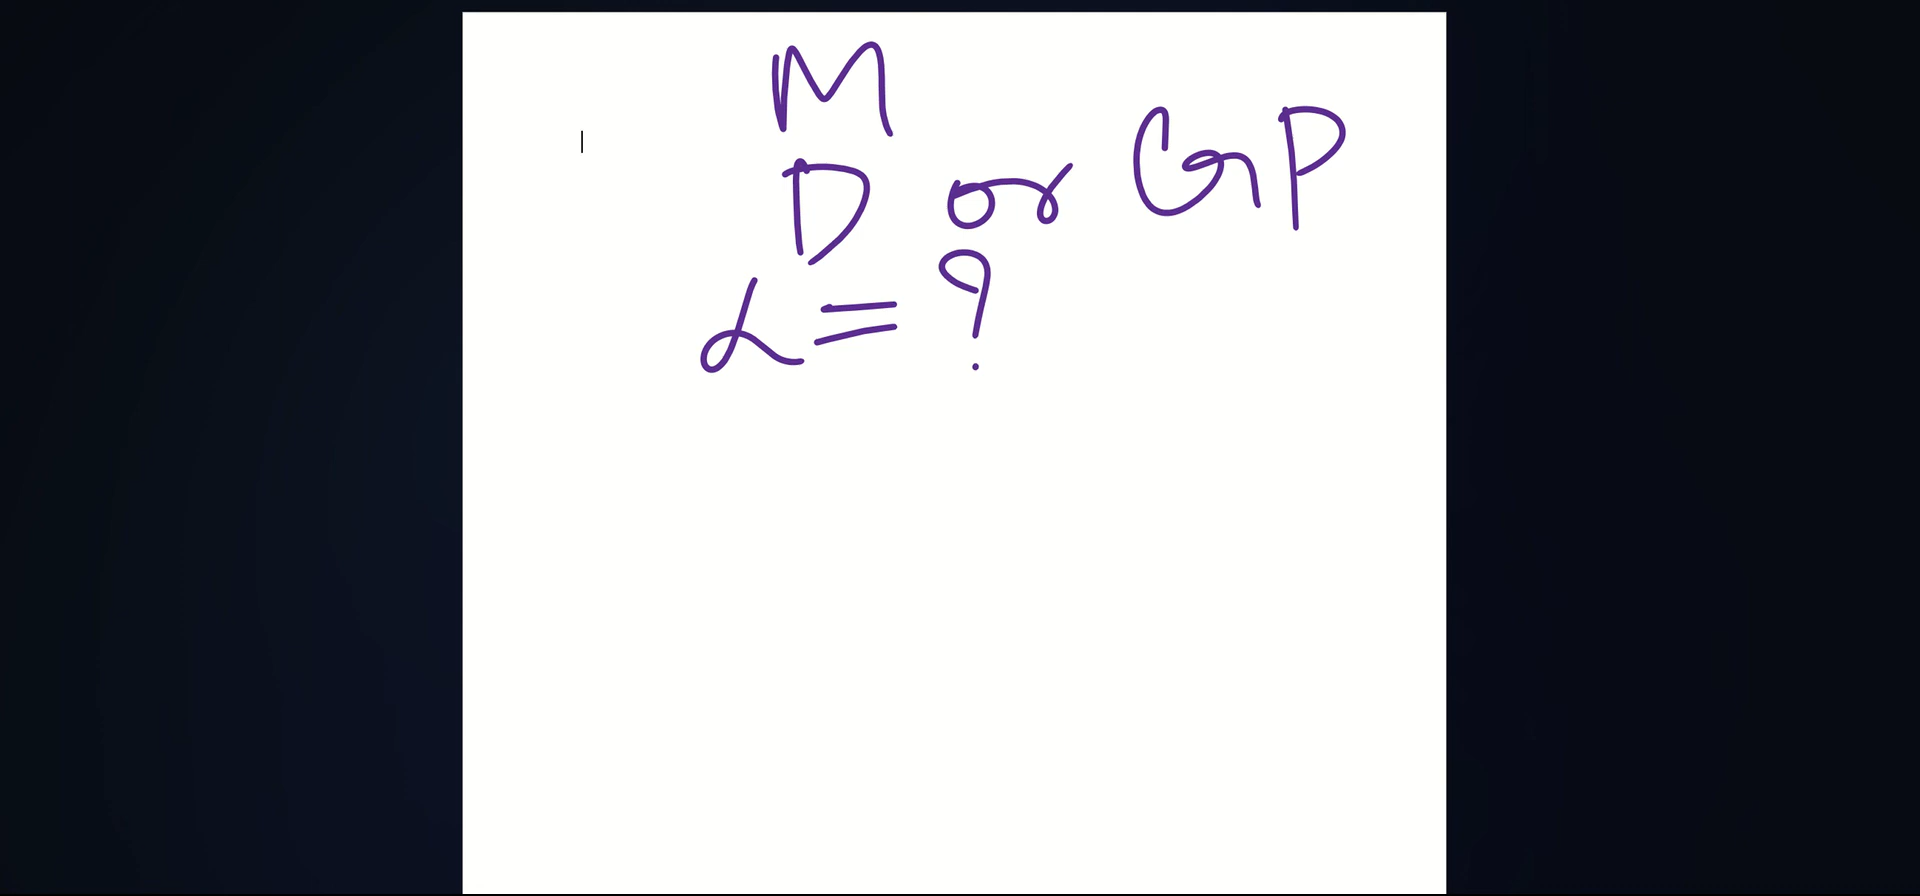 M
D or GP
α = ?